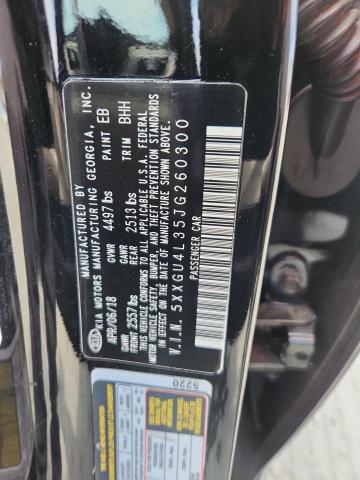 MANUFACTURED BY
KIA MOTORS MANUFACTURING GEORGIA, INC.
APR/06/18 GVWR 4497 lbs PAINT EB
GAWR FRONT 2557 lbs GAWR REAR 2513 lbs TRIM BHH
THIS VEHICLE CONFORMS TO ALL APPLICABLE U.S.A. FEDERAL
MOTOR VEHICLE SAFETY, BUMPER, AND THEFT PREVENTION STANDARDS
IN EFFECT ON THE DATE OF MANUFACTURE SHOWN ABOVE.
V.I.N. 5XXGU4L35JG260300
PASSENGER CAR
5220